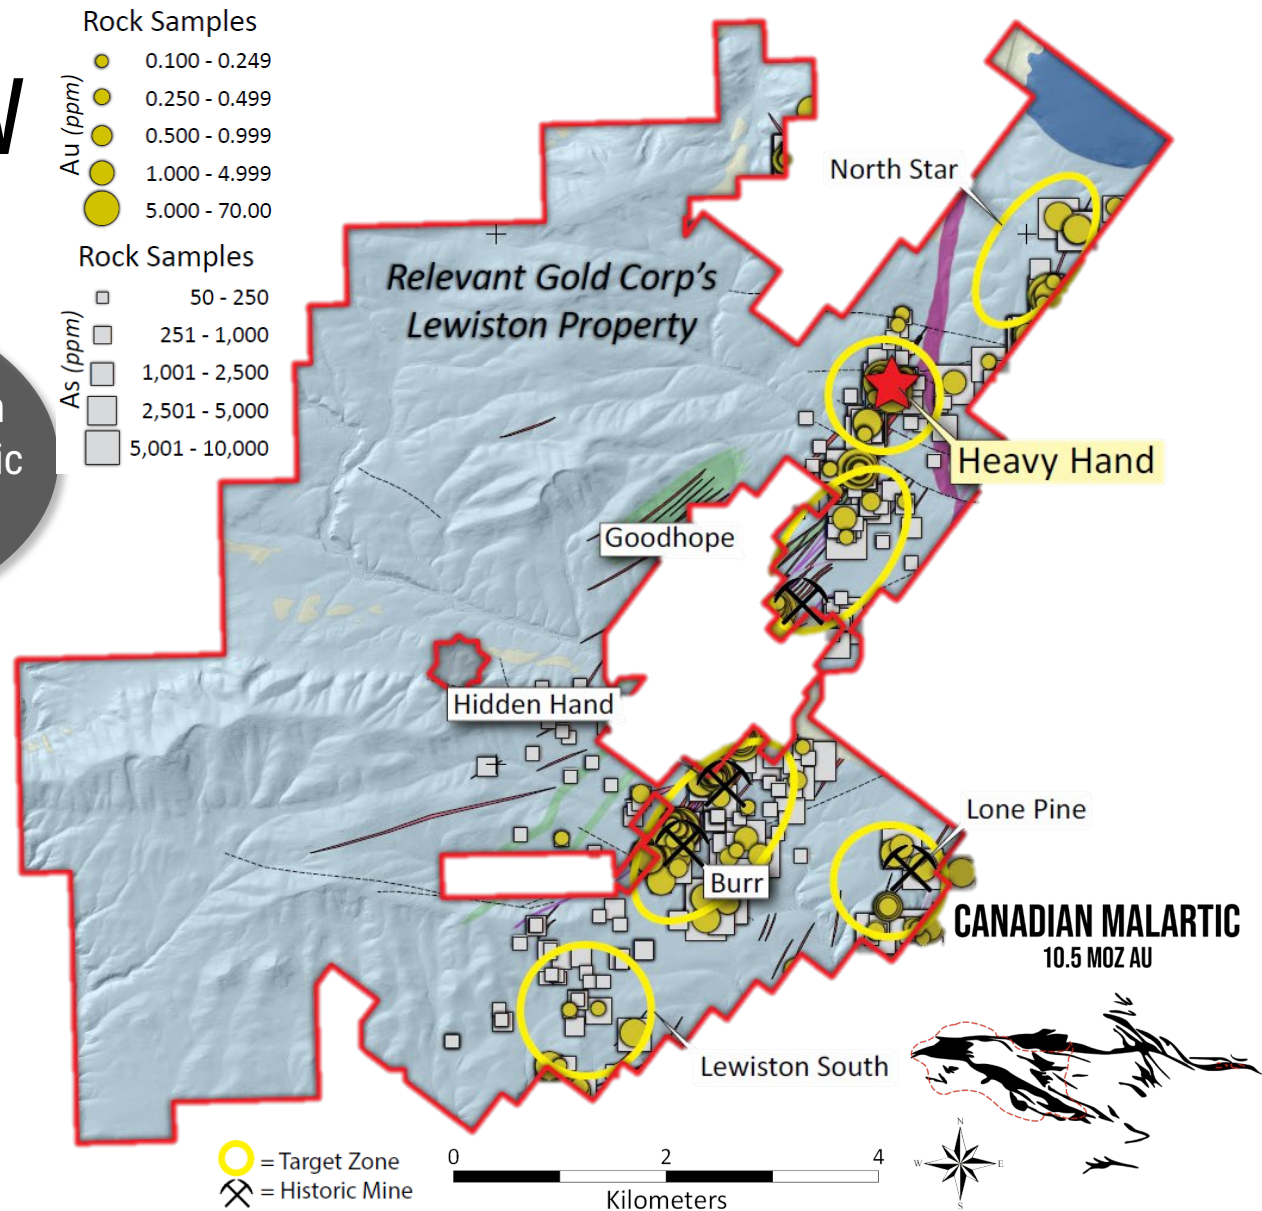 Rock Samples
Au (ppm)
0.100 - 0.249
0.250 - 0.499
0.500 - 0.999
1.000 - 4.999
5.000 - 70.00
Rock Samples
As (ppm)
50 - 250
251 - 1,000
1,001 - 2,500
2,501 - 5,000
5,001 - 10,000
North Star
Relevant Gold Corp's
Lewiston Property
Heavy Hand
Goodhope
Hidden Hand
Lone Pine
Burr
CANADIAN MALARTIC
10.5 MOZ AU
Lewiston South
= Target Zone
= Historic Mine
0 2 4
Kilometers
N
W E
S